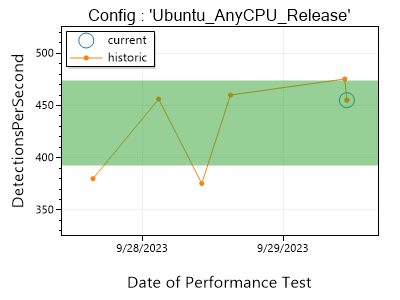 Config : 'Ubuntu_AnyCPU_Release'
current
historic
DetectionsPerSecond
500
450
400
350
9/28/2023
9/29/2023
Date of Performance Test